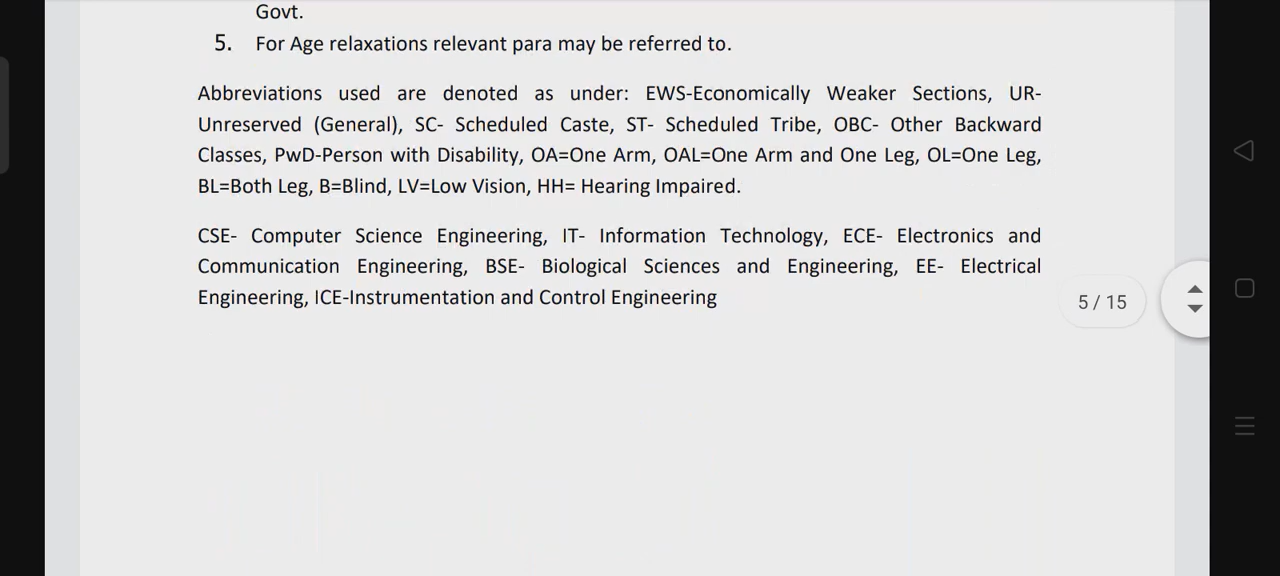 Govt.
5. For Age relaxations relevant para may be referred to.
Abbreviations used are denoted as under: EWS-Economically Weaker Sections, UR-
Unreserved (General), SC- Scheduled Caste, ST- Scheduled Tribe, OBC- Other Backward
Classes, PwD-Person with Disability, OA=One Arm, OAL=One Arm and One Leg, OL=One Leg,
BL=Both Leg, B=Blind, LV=Low Vision, HH= Hearing Impaired.
CSE- Computer Science Engineering, IT- Information Technology, ECE- Electronics and
Communication Engineering, BSE- Biological Sciences and Engineering, EE- Electrical
Engineering, ICE-Instrumentation and Control Engineering
5 / 15